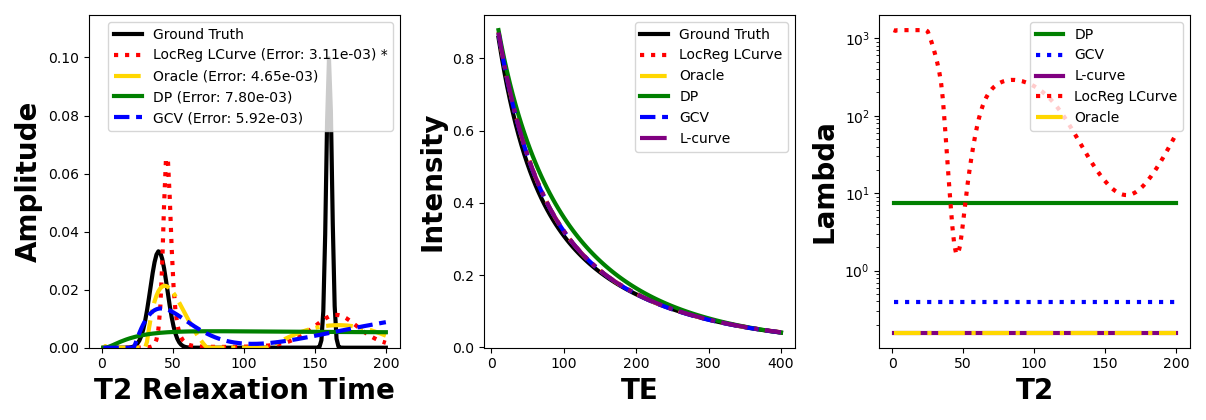 Ground Truth
LocReg LCurve (Error: 3.11e-03) *
Oracle (Error: 4.65e-03)
DP (Error: 7.80e-03)
GCV (Error: 5.92e-03)
0.10
0.08
0.06
0.04
0.02
0.00
0 50 100 150 200
Amplitude
T2 Relaxation Time
Ground Truth
LocReg LCurve
Oracle
DP
GCV
L-curve
0.8
0.6
0.4
0.2
0.0
0 100 200 300 400
Intensity
TE
DP
GCV
L-curve
LocReg LCurve
Oracle
10³
10²
10¹
10⁰
0 50 100 150 200
Lambda
T2